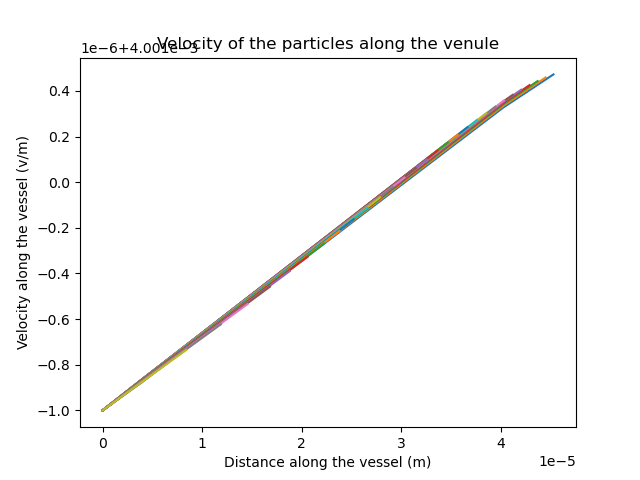 Velocity of the particles along the venule
1e−6+4.001e−3
0.4
0.2
0.0
−0.2
−0.4
−0.6
−0.8
−1.0
Velocity along the vessel (v/m)
0 1 2 3 4
1e−5
Distance along the vessel (m)